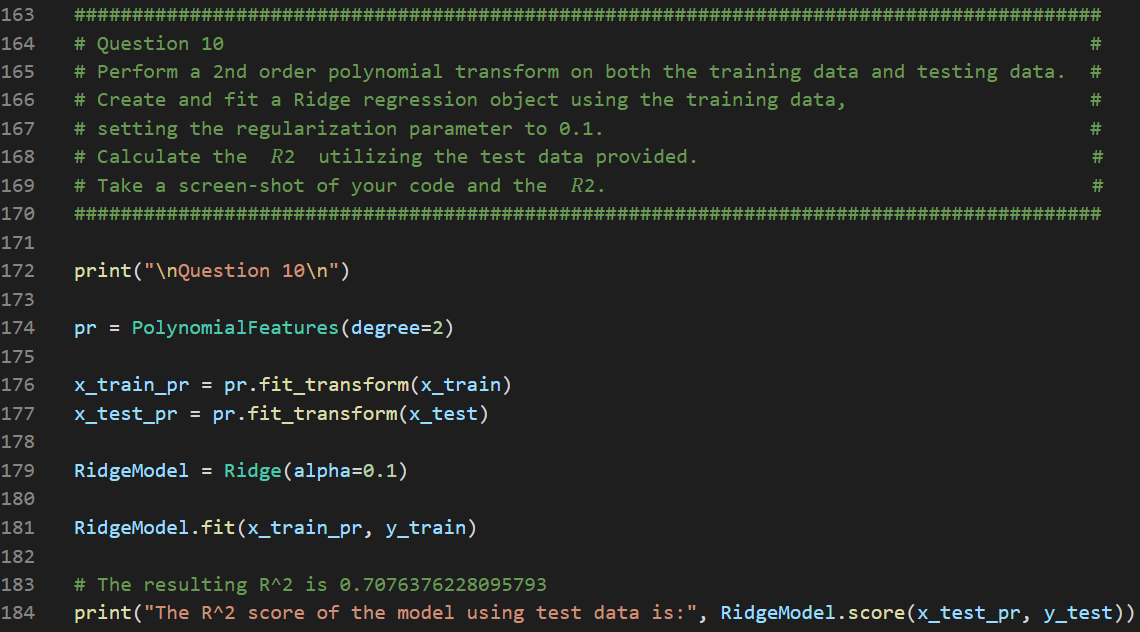 163 #########################################################################################
164 # Question 10 #
165 # Perform a 2nd order polynomial transform on both the training data and testing data. #
166 # Create and fit a Ridge regression object using the training data, #
167 # setting the regularization parameter to 0.1. #
168 # Calculate the 𝑅2 utilizing the test data provided. #
169 # Take a screen-shot of your code and the 𝑅2. #
170 #########################################################################################
171
172 print("\nQuestion 10\n")
173
174 pr = PolynomialFeatures(degree=2)
175
176 x_train_pr = pr.fit_transform(x_train)
177 x_test_pr = pr.fit_transform(x_test)
178
179 RidgeModel = Ridge(alpha=0.1)
180
181 RidgeModel.fit(x_train_pr, y_train)
182
183 # The resulting R^2 is 0.7076376228095793
184 print("The R^2 score of the model using test data is:", RidgeModel.score(x_test_pr, y_test))